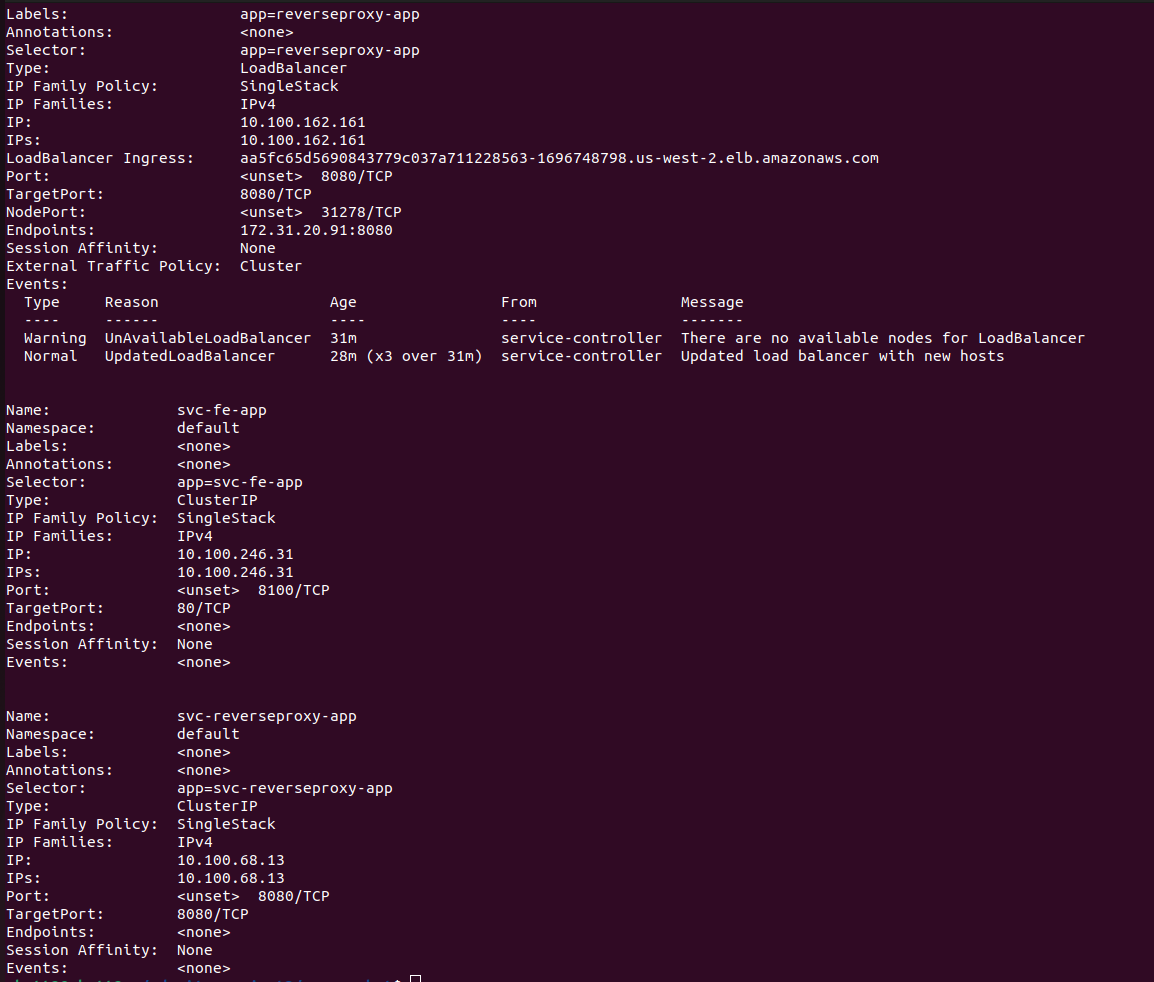 Labels:                   app=reverseproxy-app
Annotations:              <none>
Selector:                 app=reverseproxy-app
Type:                     LoadBalancer
IP Family Policy:         SingleStack
IP Families:              IPv4
IP:                       10.100.162.161
IPs:                      10.100.162.161
LoadBalancer Ingress:     aa5fc65d5690843779c037a711228563-1696748798.us-west-2.elb.amazonaws.com
Port:                     <unset>  8080/TCP
TargetPort:               8080/TCP
NodePort:                 <unset>  31278/TCP
Endpoints:                172.31.20.91:8080
Session Affinity:         None
External Traffic Policy:  Cluster
Events:
  Type     Reason                   Age                From                Message
  ----     ------                   ----               ----                -------
  Warning  UnAvailableLoadBalancer  31m                service-controller  There are no available nodes for LoadBalancer
  Normal   UpdatedLoadBalancer      28m (x3 over 31m)  service-controller  Updated load balancer with new hosts
Name:              svc-fe-app
Namespace:         default
Labels:            <none>
Annotations:       <none>
Selector:          app=svc-fe-app
Type:              ClusterIP
IP Family Policy:  SingleStack
IP Families:       IPv4
IP:                10.100.246.31
IPs:               10.100.246.31
Port:              <unset>  8100/TCP
TargetPort:        80/TCP
Endpoints:         <none>
Session Affinity:  None
Events:            <none>
Name:              svc-reverseproxy-app
Namespace:         default
Labels:            <none>
Annotations:       <none>
Selector:          app=svc-reverseproxy-app
Type:              ClusterIP
IP Family Policy:  SingleStack
IP Families:       IPv4
IP:                10.100.68.13
IPs:               10.100.68.13
Port:              <unset>  8080/TCP
TargetPort:        8080/TCP
Endpoints:         <none>
Session Affinity:  None
Events:            <none>